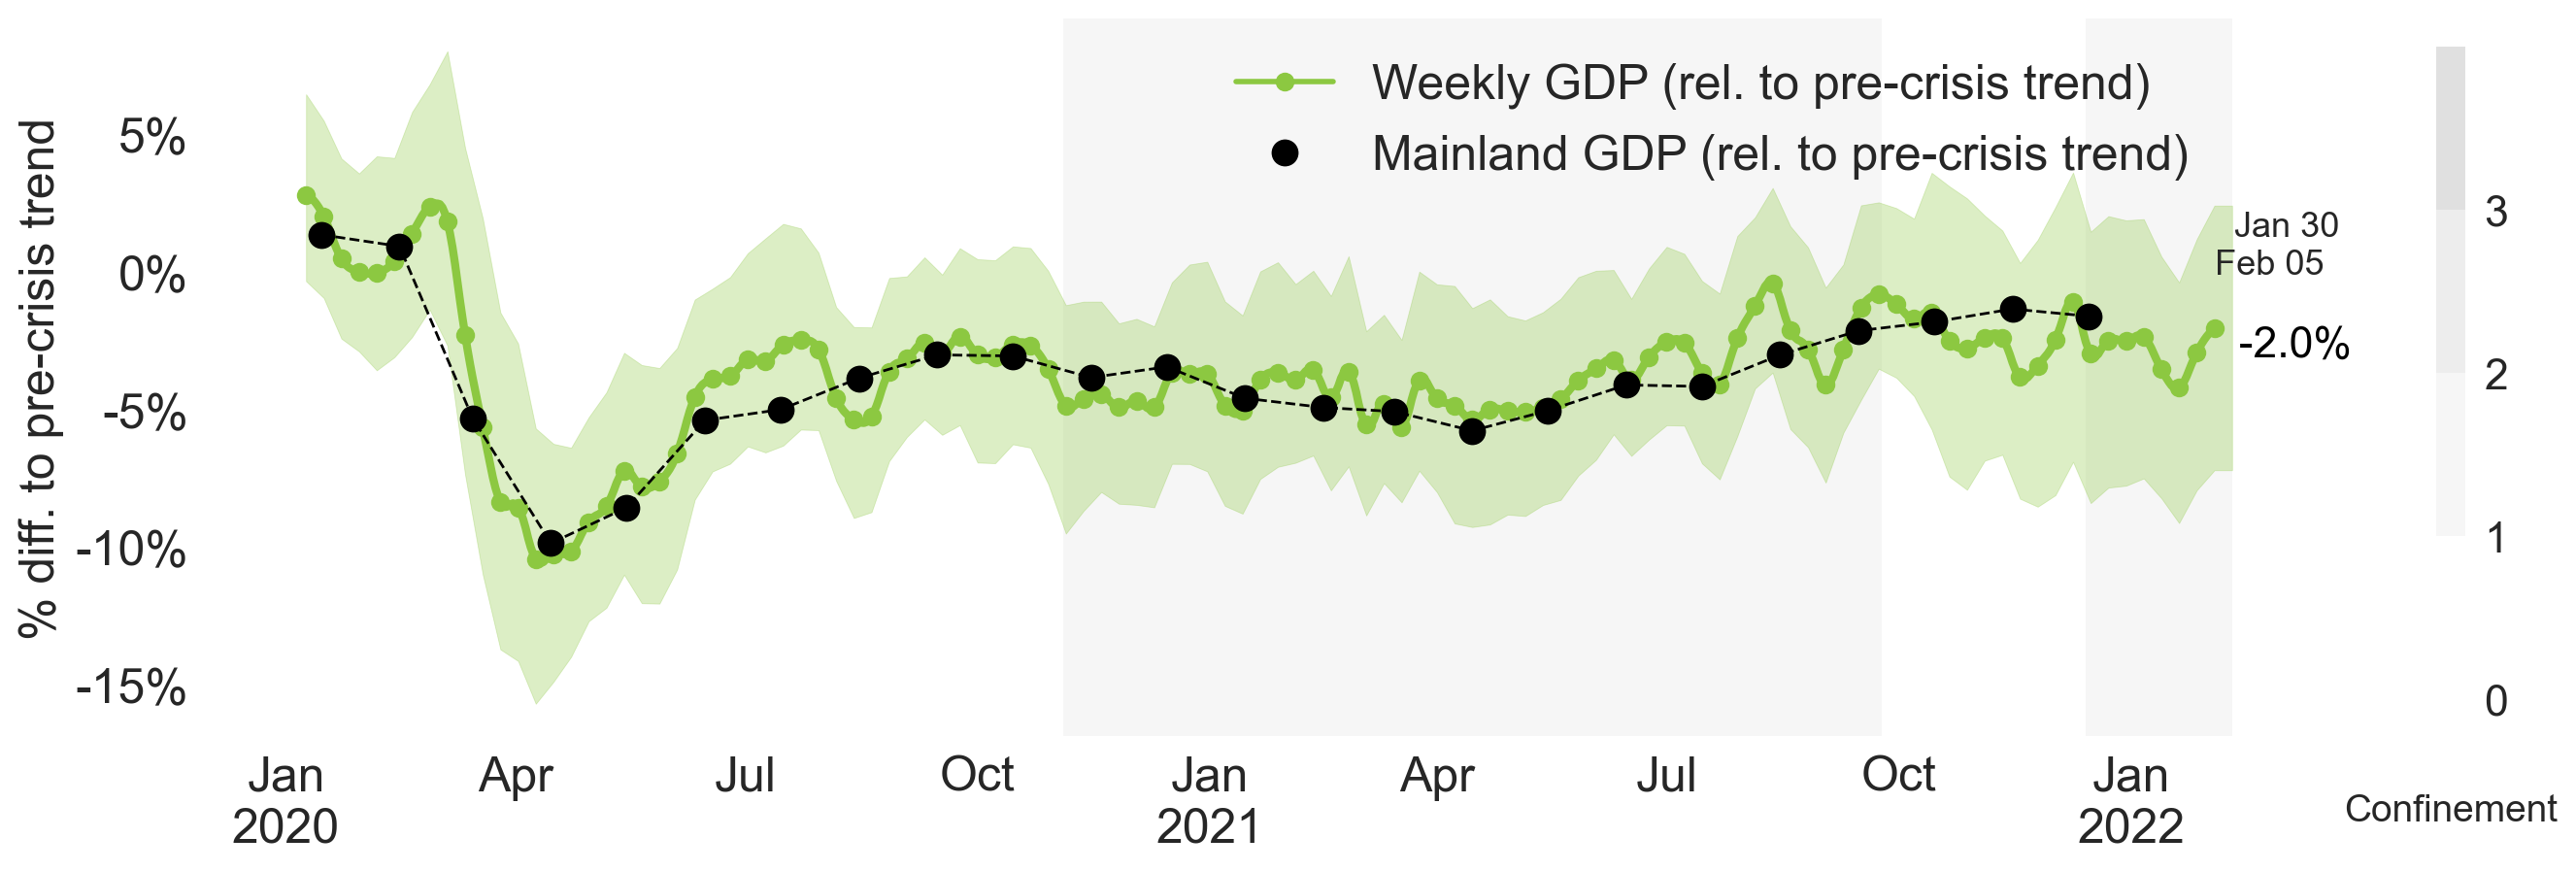 % diff. to pre-crisis trend
5%
0%
-5%
-10%
-15%
Weekly GDP (rel. to pre-crisis trend)
Mainland GDP (rel. to pre-crisis trend)
Jan 30
Feb 05
-2.0%
3
2
1
0
Jan Apr Jul Oct Jan Apr Jul Oct Jan
2020 2021 2022
Confinement